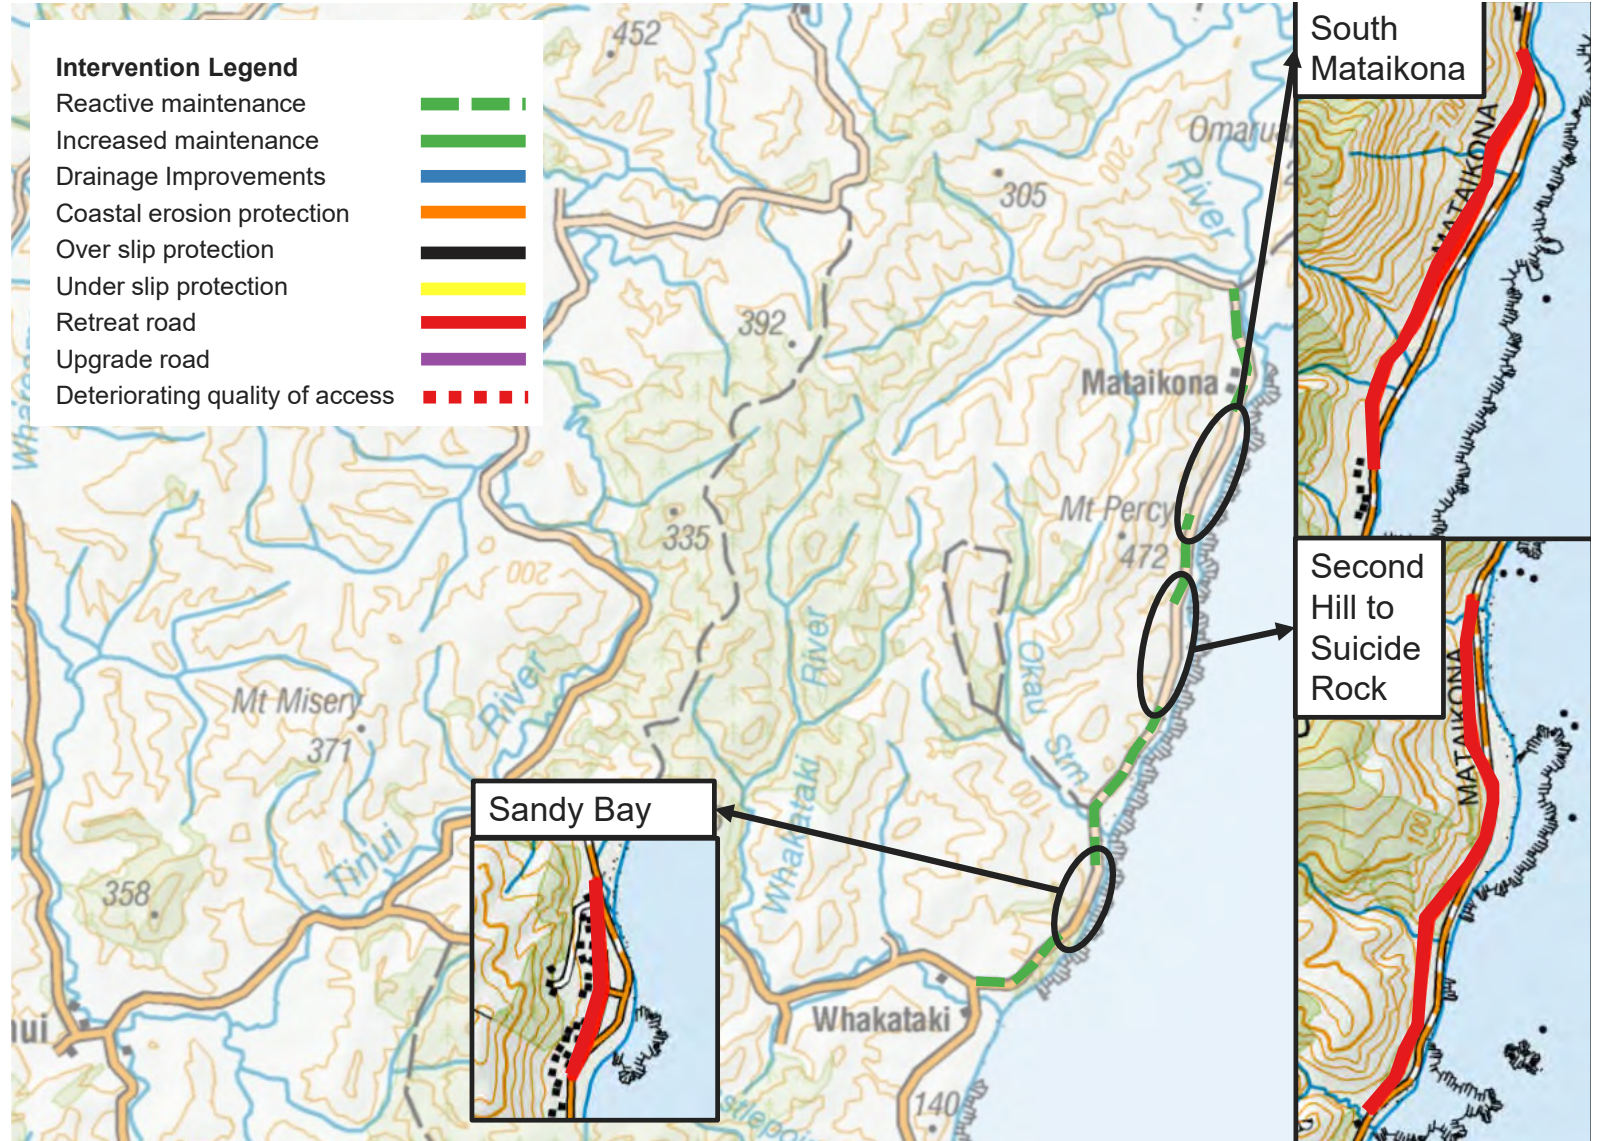 Intervention Legend
Reactive maintenance
Increased maintenance
Drainage Improvements
Coastal erosion protection
Over slip protection
Under slip protection
Retreat road
Upgrade road
Deteriorating quality of access
452
South
Mataikona
100
MATAIKONA
200
River
305
392
Mataikona
Mt Percy
472
335
200
River
Okau
Stm
Second
Hill to
Suicide
Rock
MATAIKONA
100
Mt Misery
371
River
Whakataki
Tinui
358
Sandy Bay
Whakataki
140